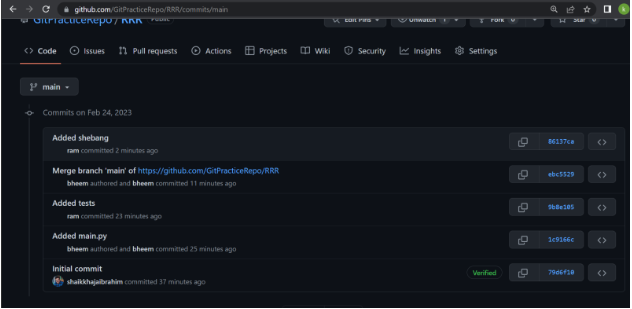 github.com/GitPracticeRepo/RRR/commits/main
GitPracticeRepo / RRR Public
Edit Pins Unwatch 1 Fork 0 Star 0
Code Issues Pull requests Actions Projects Wiki Security Insights Settings
main
Commits on Feb 24, 2023
Added shebang
ram committed 2 minutes ago
86137ca
Merge branch 'main' of https://github.com/GitPracticeRepo/RRR
bheem authored and bheem committed 11 minutes ago
ebc5529
Added tests
ram committed 23 minutes ago
9b8e105
Added main.py
bheem authored and bheem committed 25 minutes ago
1c9166c
Initial commit
shaikkhajaibrahim committed 37 minutes ago
Verified
79d6f10